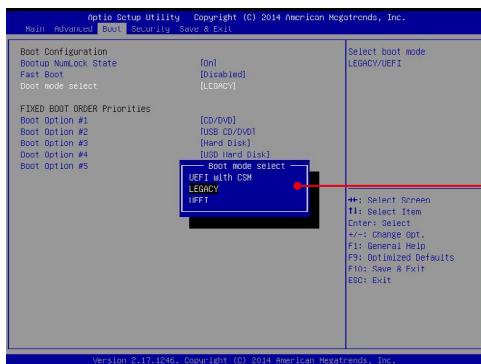 Aptio Setup Utility Copyright (C) 2014 American Megatrends, Inc.
Main Advanced Boot Security Save & Exit
Boot Configuration
Bootup NumLock State [On]
Fast Boot [Disabled]
Boot mode select [LEGACY]
FIXED BOOT ORDER Priorities
Boot Option #1 [CD/DVD]
Boot Option #2 [USB CD/DVD]
Boot Option #3 [Hard Disk]
Boot Option #4 [USB Hard Disk]
Boot Option #5
Boot mode select
UEFI with CSM
LEGACY
UEFI
Select boot mode
LEGACY/UEFI
→←: Select Screen
↑↓: Select Item
Enter: Select
+/-: Change Opt.
F1: General Help
F9: Optimized Defaults
F10: Save & Exit
ESC: Exit
Version 2.17.1246. Copyright (C) 2014 American Megatrends, Inc.